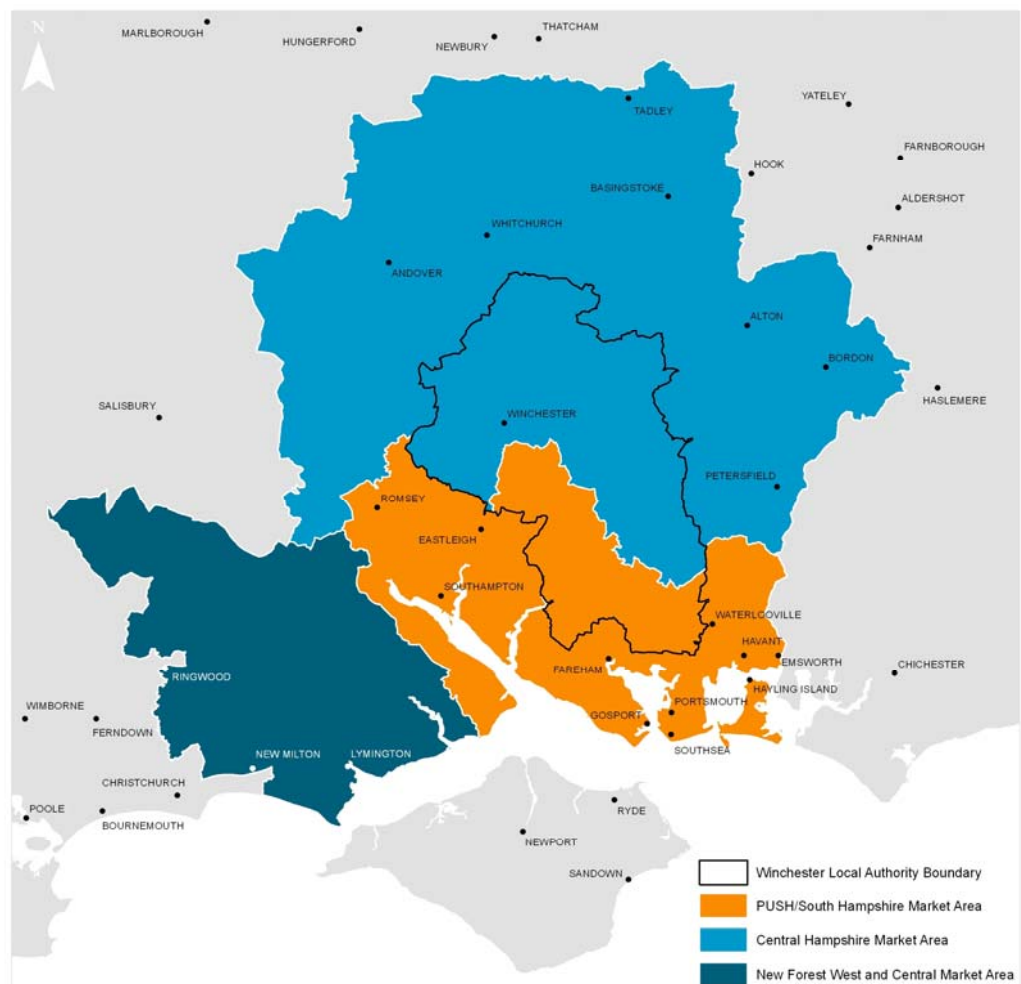 N
MARLBOROUGH
HUNGERFORD
NEWBURY
THATCHAM
TADLEY
YATELEY
FARNBOROUGH
HOOK
BASINGSTOKE
ALDERSHOT
WHITCHURCH
FARNHAM
ANDOVER
ALTON
BORDON
HASLEMERE
SALISBURY
WINCHESTER
PETERSFIELD
ROMSEY
EASTLEIGH
SOUTHAMPTON
WATERLOOVILLE
HAVANT
FAREHAM
EMSWORTH
CHICHESTER
RINGWOOD
HAYLING ISLAND
PORTSMOUTH
GOSPORT
WIMBORNE
FERNDOWN
SOUTHSEA
NEW MILTON
LYMINGTON
CHRISTCHURCH
POOLE
BOURNEMOUTH
RYDE
NEWPORT
SANDOWN
Winchester Local Authority Boundary
PUSH/South Hampshire Market Area
Central Hampshire Market Area
New Forest West and Central Market Area